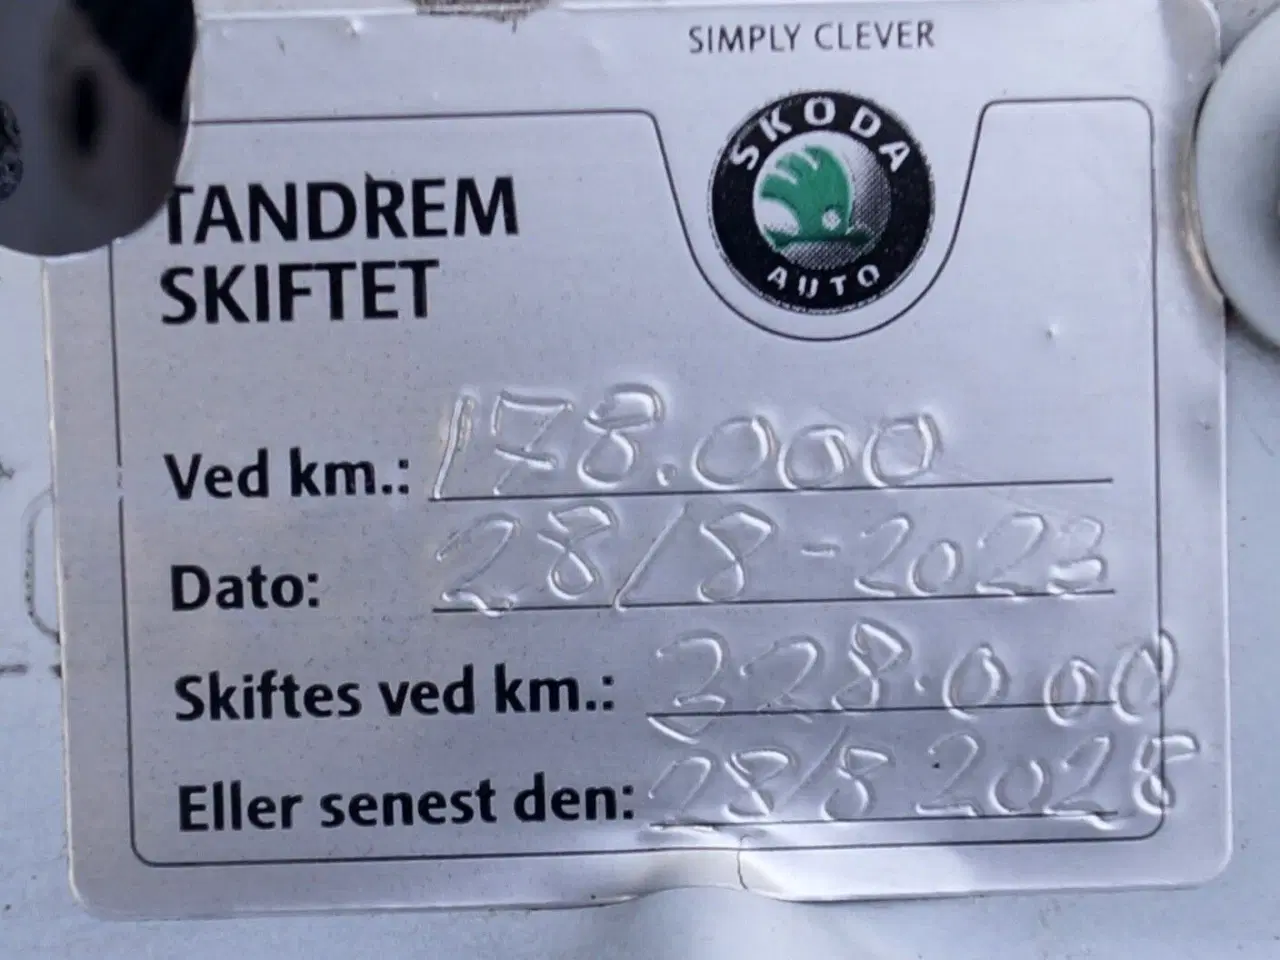 SIMPLY CLEVER
SKODA
AUTO
TANDREM
SKIFTET
Ved km.: 178.000
Dato: 28/8-2023
Skiftes ved km.: 328.000
Eller senest den: 28/8 2028